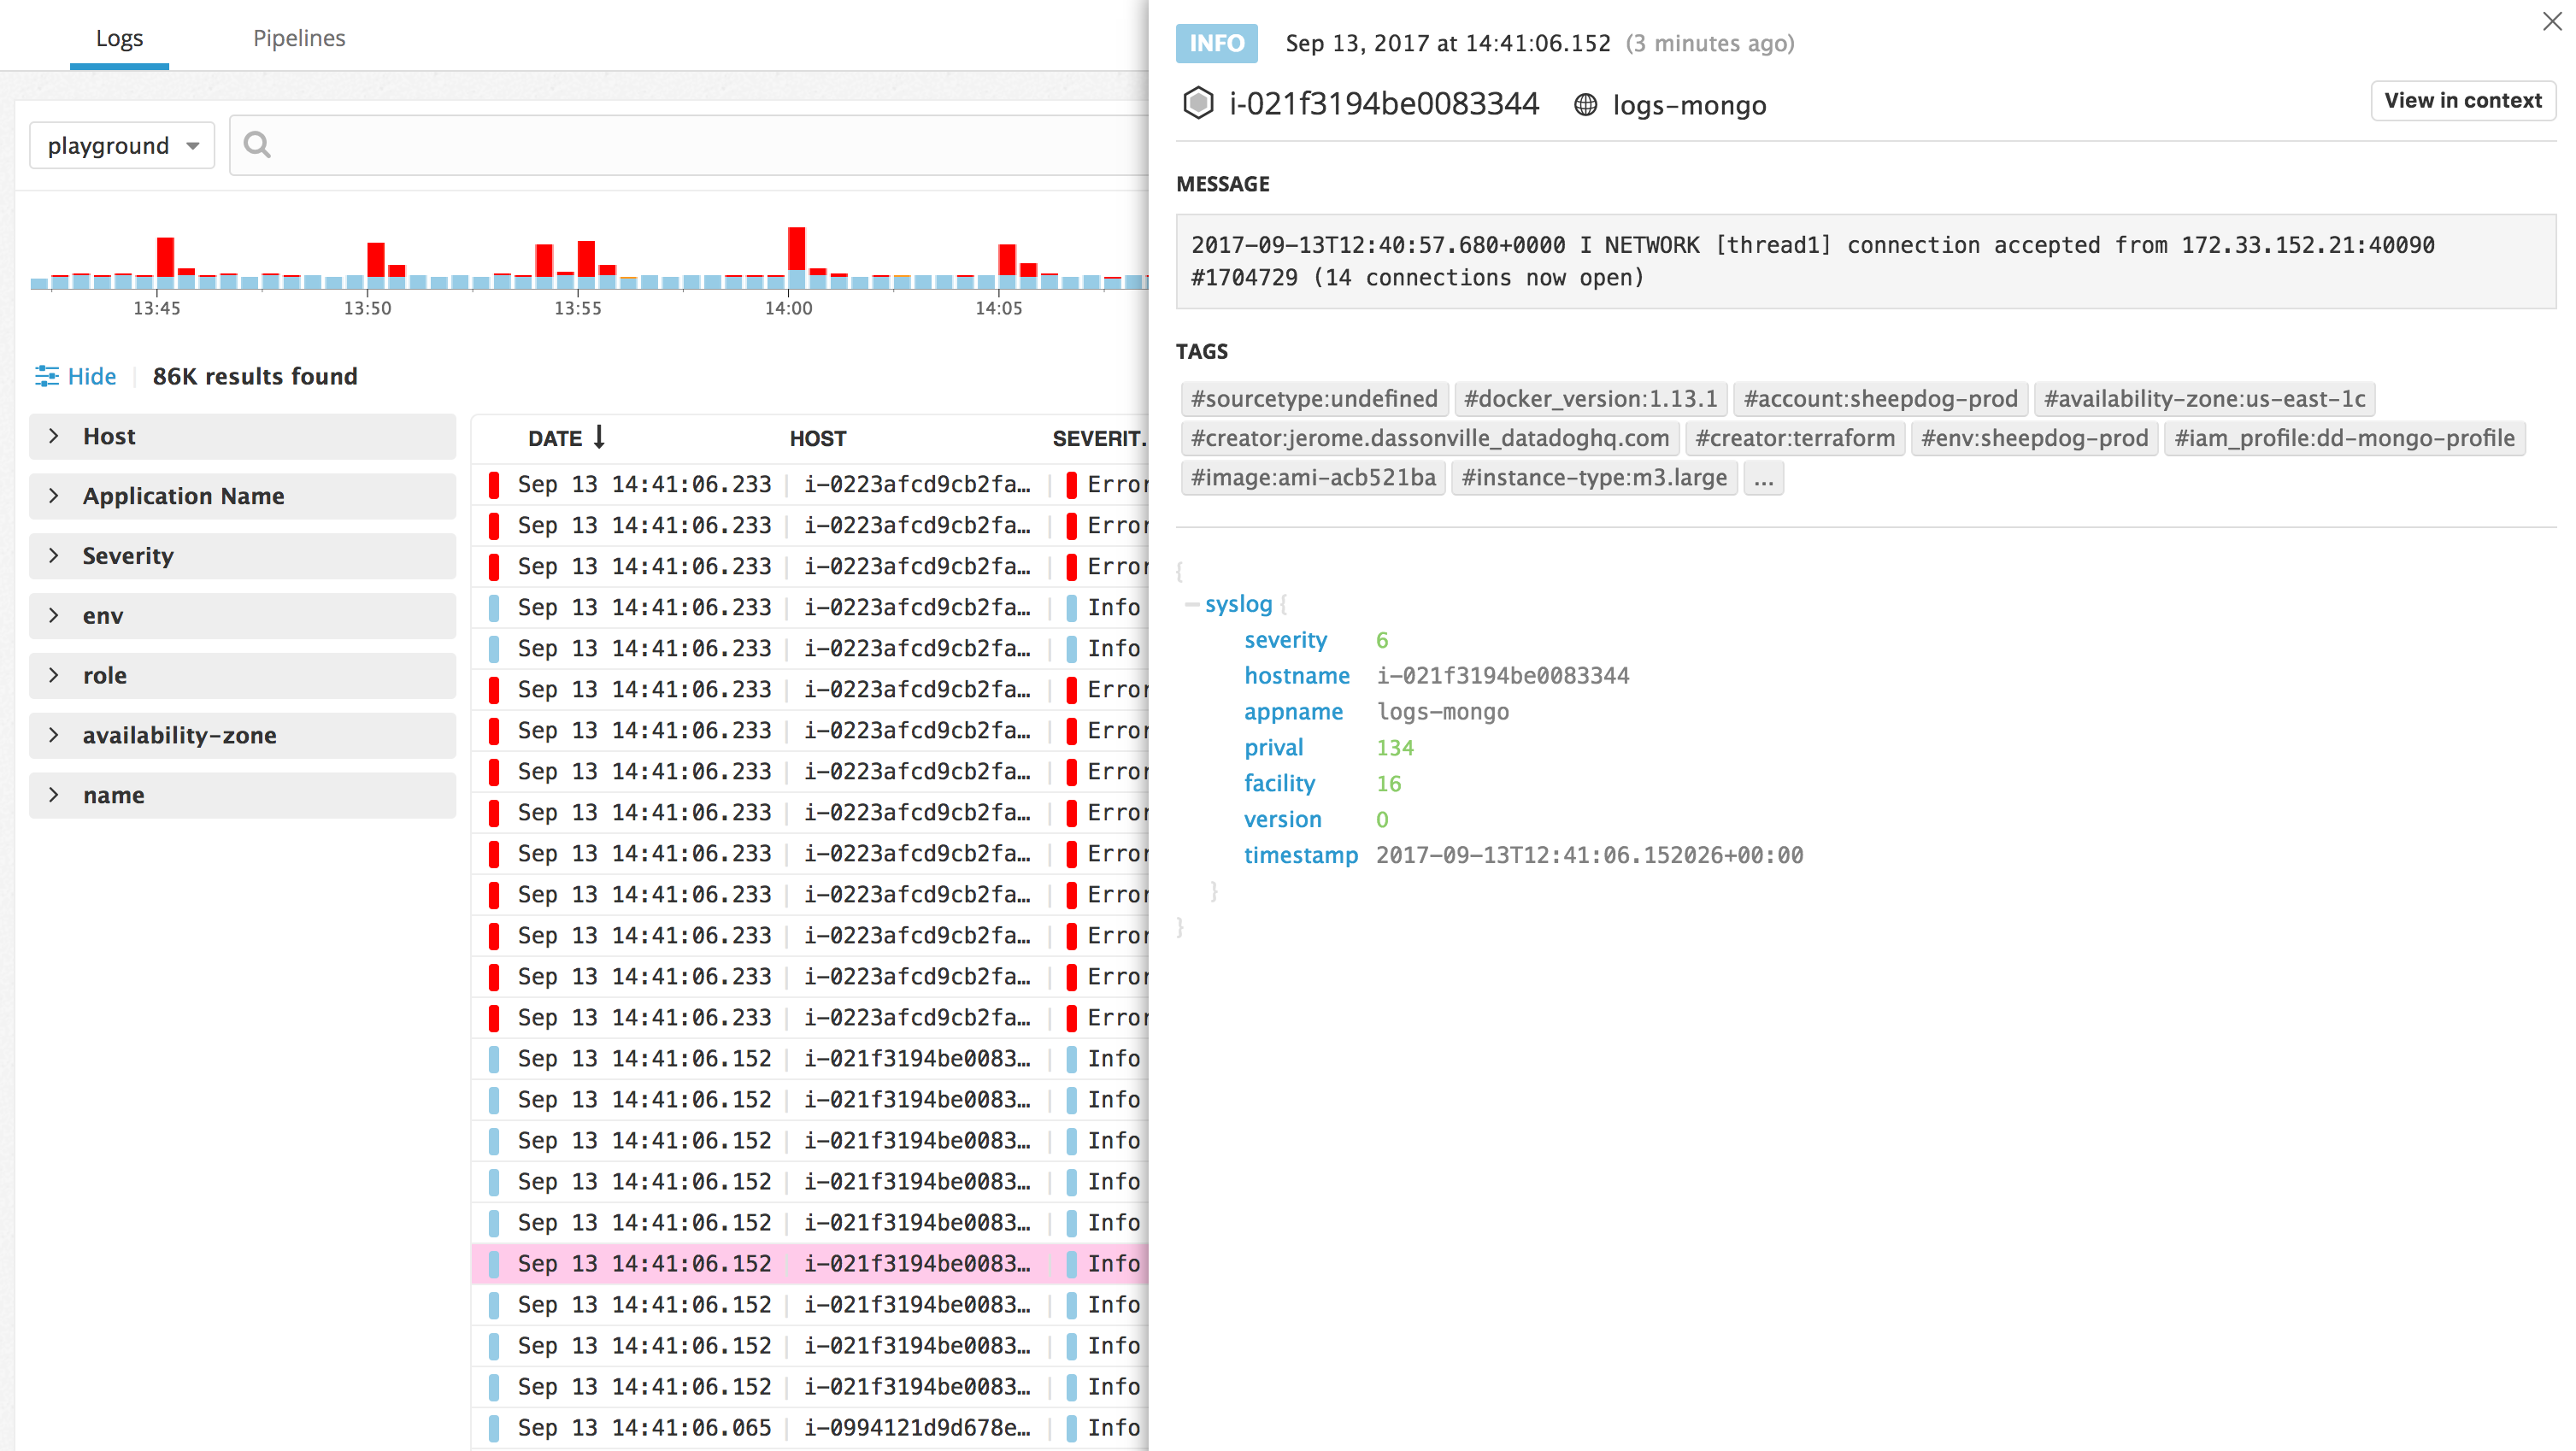 Logs Pipelines
playground
13:45 13:50 13:55 14:00 14:05
Hide 86K results found
Host
Application Name
Severity
env
role
availability-zone
name
DATE HOST SEVERIT.
Sep 13 14:41:06.233 i-0223afcd9cb2fa… Error
Sep 13 14:41:06.233 i-0223afcd9cb2fa… Error
Sep 13 14:41:06.233 i-0223afcd9cb2fa… Error
Sep 13 14:41:06.233 i-0223afcd9cb2fa… Info
Sep 13 14:41:06.233 i-0223afcd9cb2fa… Info
Sep 13 14:41:06.233 i-0223afcd9cb2fa… Error
Sep 13 14:41:06.233 i-0223afcd9cb2fa… Error
Sep 13 14:41:06.233 i-0223afcd9cb2fa… Error
Sep 13 14:41:06.233 i-0223afcd9cb2fa… Error
Sep 13 14:41:06.233 i-0223afcd9cb2fa… Error
Sep 13 14:41:06.233 i-0223afcd9cb2fa… Error
Sep 13 14:41:06.233 i-0223afcd9cb2fa… Error
Sep 13 14:41:06.233 i-0223afcd9cb2fa… Error
Sep 13 14:41:06.233 i-0223afcd9cb2fa… Error
Sep 13 14:41:06.152 i-021f3194be0083… Info
Sep 13 14:41:06.152 i-021f3194be0083… Info
Sep 13 14:41:06.152 i-021f3194be0083… Info
Sep 13 14:41:06.152 i-021f3194be0083… Info
Sep 13 14:41:06.152 i-021f3194be0083… Info
Sep 13 14:41:06.152 i-021f3194be0083… Info
Sep 13 14:41:06.152 i-021f3194be0083… Info
Sep 13 14:41:06.152 i-021f3194be0083… Info
Sep 13 14:41:06.152 i-021f3194be0083… Info
Sep 13 14:41:06.065 i-0994121d9d678e… Info
INFO Sep 13, 2017 at 14:41:06.152 (3 minutes ago)
i-021f3194be0083344 logs-mongo View in context
MESSAGE
2017-09-13T12:40:57.680+0000 I NETWORK [thread1] connection accepted from 172.33.152.21:40090
#1704729 (14 connections now open)
TAGS
#sourcetype:undefined #docker_version:1.13.1 #account:sheepdog-prod #availability-zone:us-east-1c
#creator:jerome.dassonville_datadoghq.com #creator:terraform #env:sheepdog-prod #iam_profile:dd-mongo-profile
#image:ami-acb521ba #instance-type:m3.large ...
{
syslog {
severity 6
hostname i-021f3194be0083344
appname logs-mongo
prival 134
facility 16
version 0
timestamp 2017-09-13T12:41:06.152026+00:00
}
}